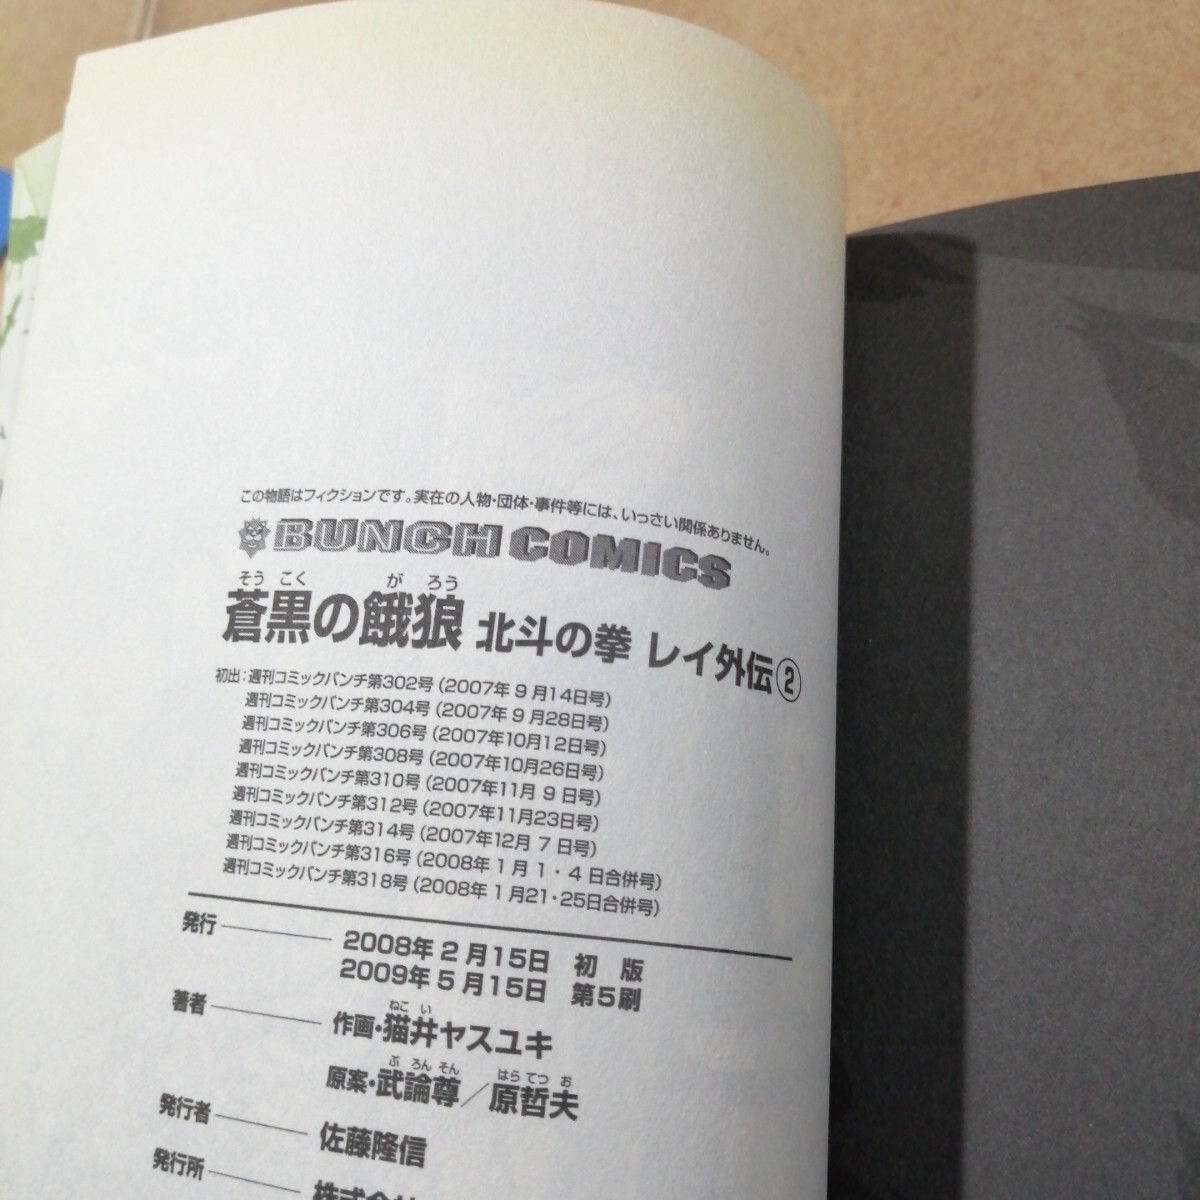 この物語はフィクションです。実在の人物・団体・事件等には、いっさい関係ありません。
BUNCH COMICS
そう こく が ろう
蒼黒の餓狼 北斗の拳 レイ外伝②
初出：週刊コミックバンチ第302号（2007年9月14日号）
週刊コミックバンチ第304号（2007年9月28日号）
週刊コミックバンチ第306号（2007年10月12日号）
週刊コミックバンチ第308号（2007年10月26日号）
週刊コミックバンチ第310号（2007年11月9日号）
週刊コミックバンチ第312号（2007年11月23日号）
週刊コミックバンチ第314号（2007年12月7日号）
週刊コミックバンチ第316号（2008年1月1・4日合併号）
週刊コミックバンチ第318号（2008年1月21・25日合併号）
発行 2008年2月15日 初版
2009年5月15日 第5刷
ねこ い
著者 作画・猫井ヤスユキ
ぶ ろん そん はら てつ お
原案・武論尊／原哲夫
発行者 佐藤隆信
発行所 株式会社